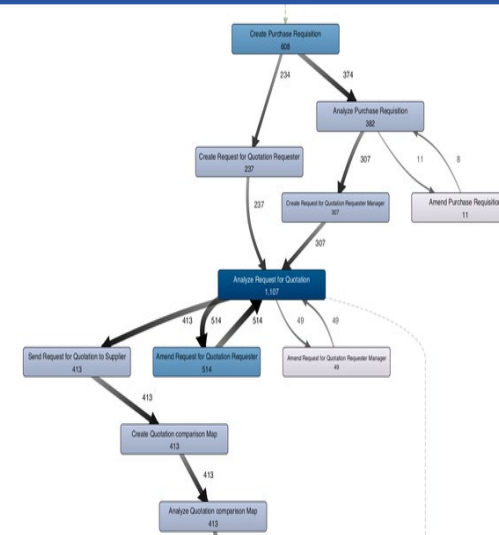 Create Purchase Requisition
608
234
374
Analyze Purchase Requisition
382
307
11
8
Create Request for Quotation Requester
237
Create Request for Quotation Requester Manager
307
Amend Purchase Requisition
11
237
307
Analyze Request for Quotation
1,107
413
514
514
49
49
Send Request for Quotation to Supplier
413
Amend Request for Quotation Requester
514
Amend Request for Quotation Requester Manager
49
413
Create Quotation comparison Map
413
413
Analyze Quotation comparison Map
413